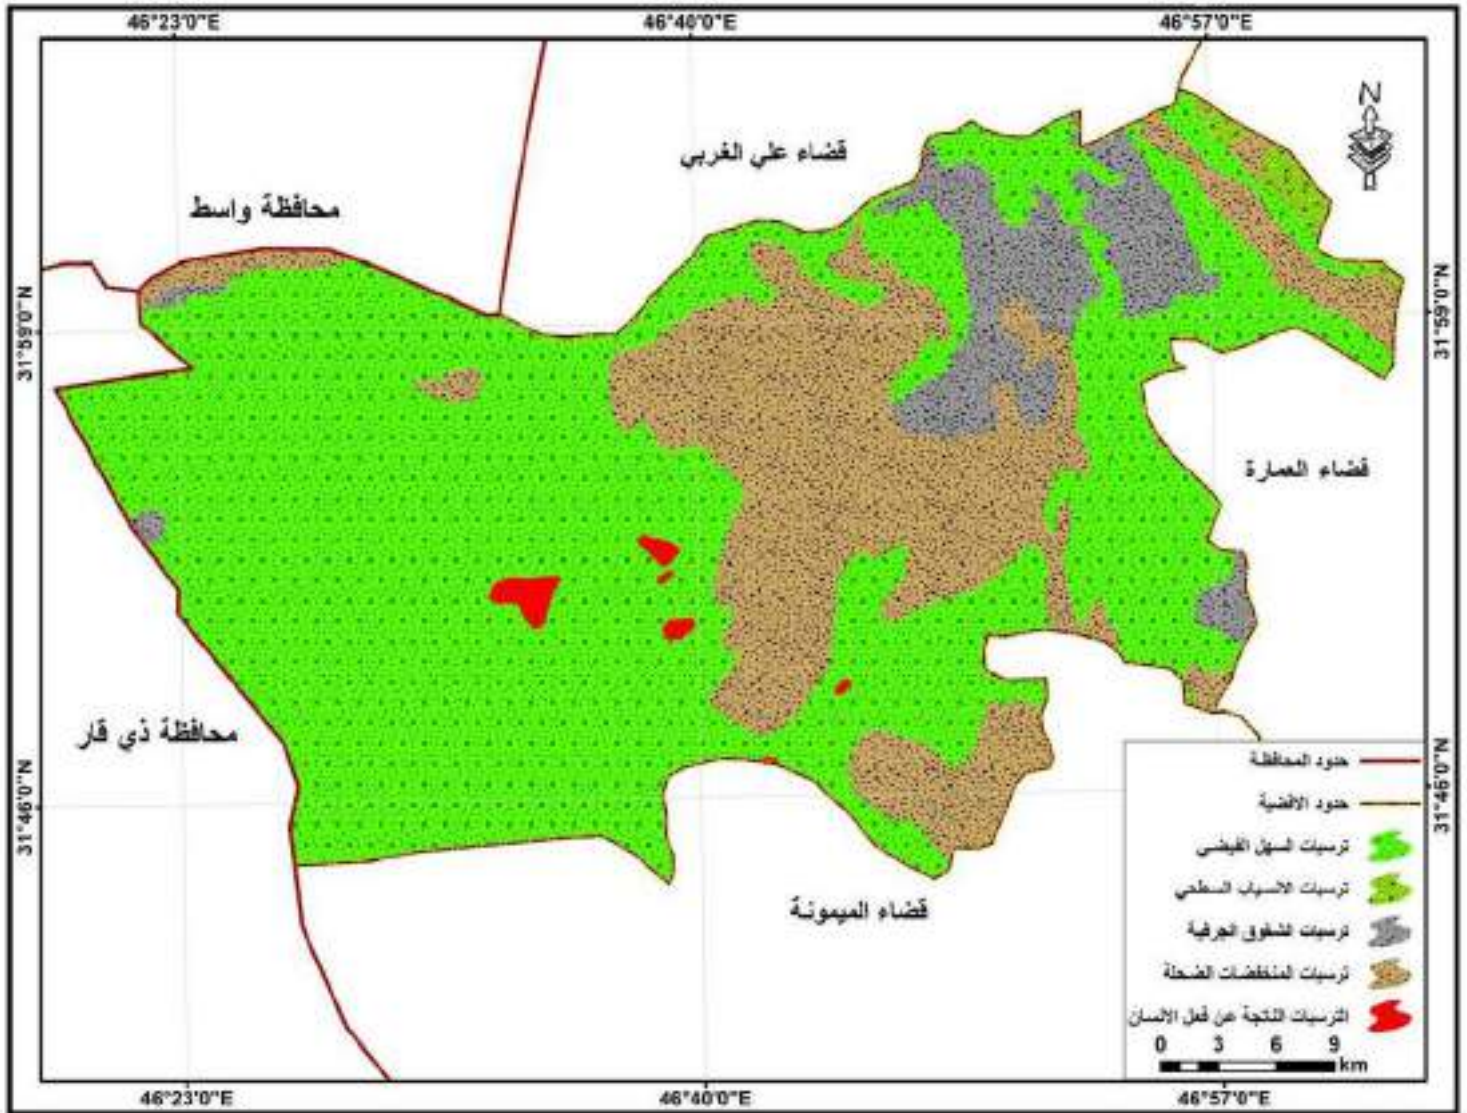 46°23'0"E
46°40'0"E
46°57'0"E
N
قضاء علي الغربي
محافظة واسط
31°59'0"N
31°59'0"N
قضاء العمارة
محافظة ذي قار
31°46'0"N
31°46'0"N
قضاء الميمونة
حدود المحافظة
حدود الاقضية
ترسبات السهل الفيضي
ترسبات الانسياب السطحي
ترسبات الشقوق الجرفية
ترسبات المنخفضات الضحلة
الترسبات الناتجة عن فعل الانسان
0 3 6 9
km
46°23'0"E
46°40'0"E
46°57'0"E